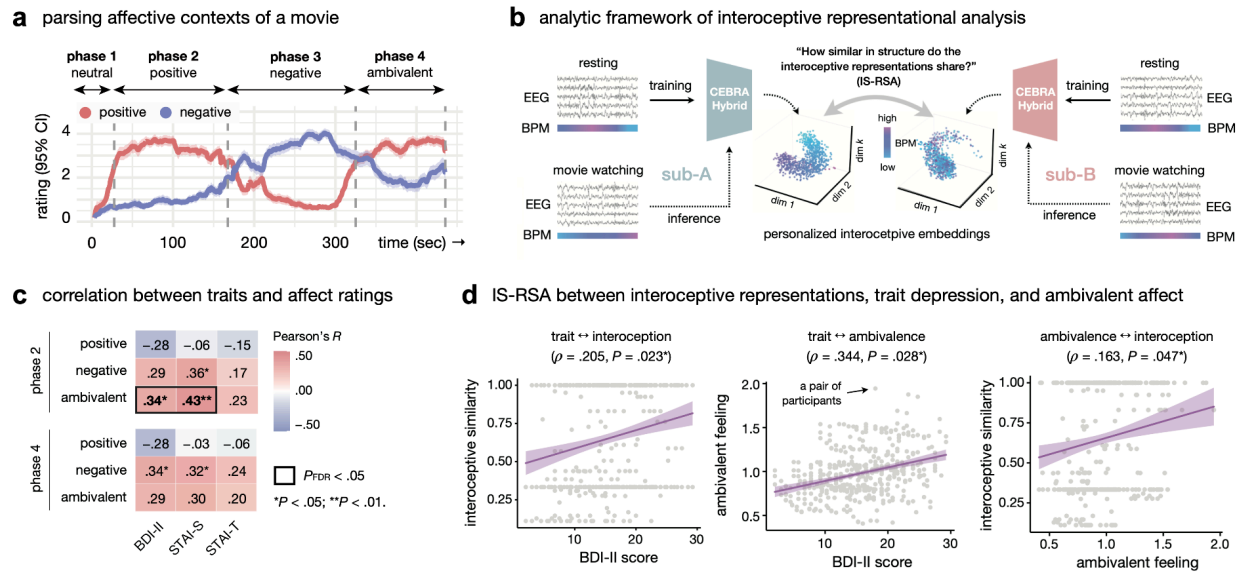 a parsing affective contexts of a movie
phase 1
neutral
phase 2
positive
phase 3
negative
phase 4
ambivalent
positive
negative
rating (95% CI)
4
2
0
0
100
200
300
time (sec) →
b analytic framework of interoceptive representational analysis
resting
EEG
BPM
training
CEBRA
Hybrid
movie watching
EEG
BPM
sub-A
inference
“How similar in structure do the
interoceptive representations share?”
(IS-RSA)
high
BPM
low
dim 1
dim 2
dim k
dim 1
dim 2
dim k
personalized interocetpive embeddings
CEBRA
Hybrid
training
resting
EEG
BPM
sub-B
inference
movie watching
EEG
BPM
c correlation between traits and affect ratings
phase 2
positive -.28 -.06 -.15
negative .29 .36* .17
ambivalent .34* .43** .23
phase 4
positive -.28 -.03 -.06
negative .34* .32* .24
ambivalent .29 .30 .20
BDI-II
STAI-S
STAI-T
Pearson’s R
.50
.00
-.50
PFDR < .05
*P < .05; **P < .01.
d IS-RSA between interoceptive representations, trait depression, and ambivalent affect
trait ↔ interoception
(ρ = .205, P = .023*)
interoceptive similarity
1.00
0.75
0.50
0.25
10
20
30
BDI-II score
trait ↔ ambivalence
(ρ = .344, P = .028*)
a pair of
participants
ambivalent feeling
2.0
1.5
1.0
0.5
10
20
30
BDI-II score
ambivalence ↔ interoception
(ρ = .163, P = .047*)
interoceptive similarity
1.00
0.75
0.50
0.25
0.5
1.0
1.5
2.0
ambivalent feeling